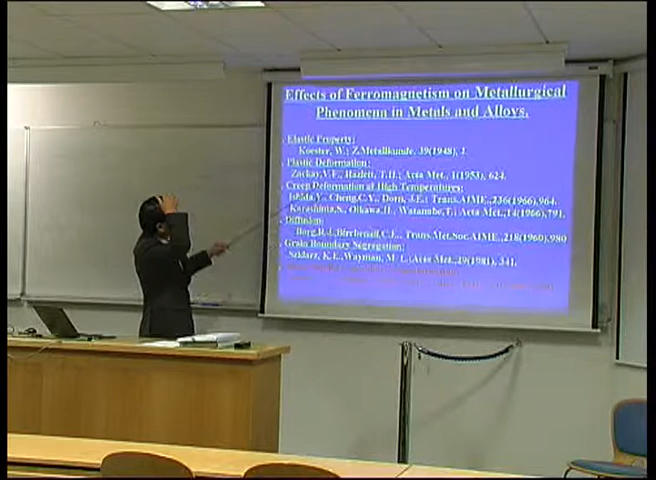 Effects of Ferromagnetism on Metallurgical
Phenomena in Metals and Alloys.
Elastic Property:
Koester, W.; Z.Metallkunde, 39(1948), 1.
Plastic Deformation:
Zackay,V.F., Hazlett, T.H.; Acta Met., 1(1953), 624.
Creep Deformation at High Temperatures:
Ishida,Y., Cheng,C.Y., Dorn, J.E.; Trans.AIME.,236(1966),964.
Karashima,S., Oikawa,H., Watanabe,T.; Acta Met.,14(1966),791.
Diffusion:
Borg,R.J.,Birchenall,C.E., Trans.Met.Soc.AIME.,218(1960),980
Grain Boundary Segregation:
Sztdarz, K.E.,Wayman, M. L.;Acta Met.,29(1981), 341.